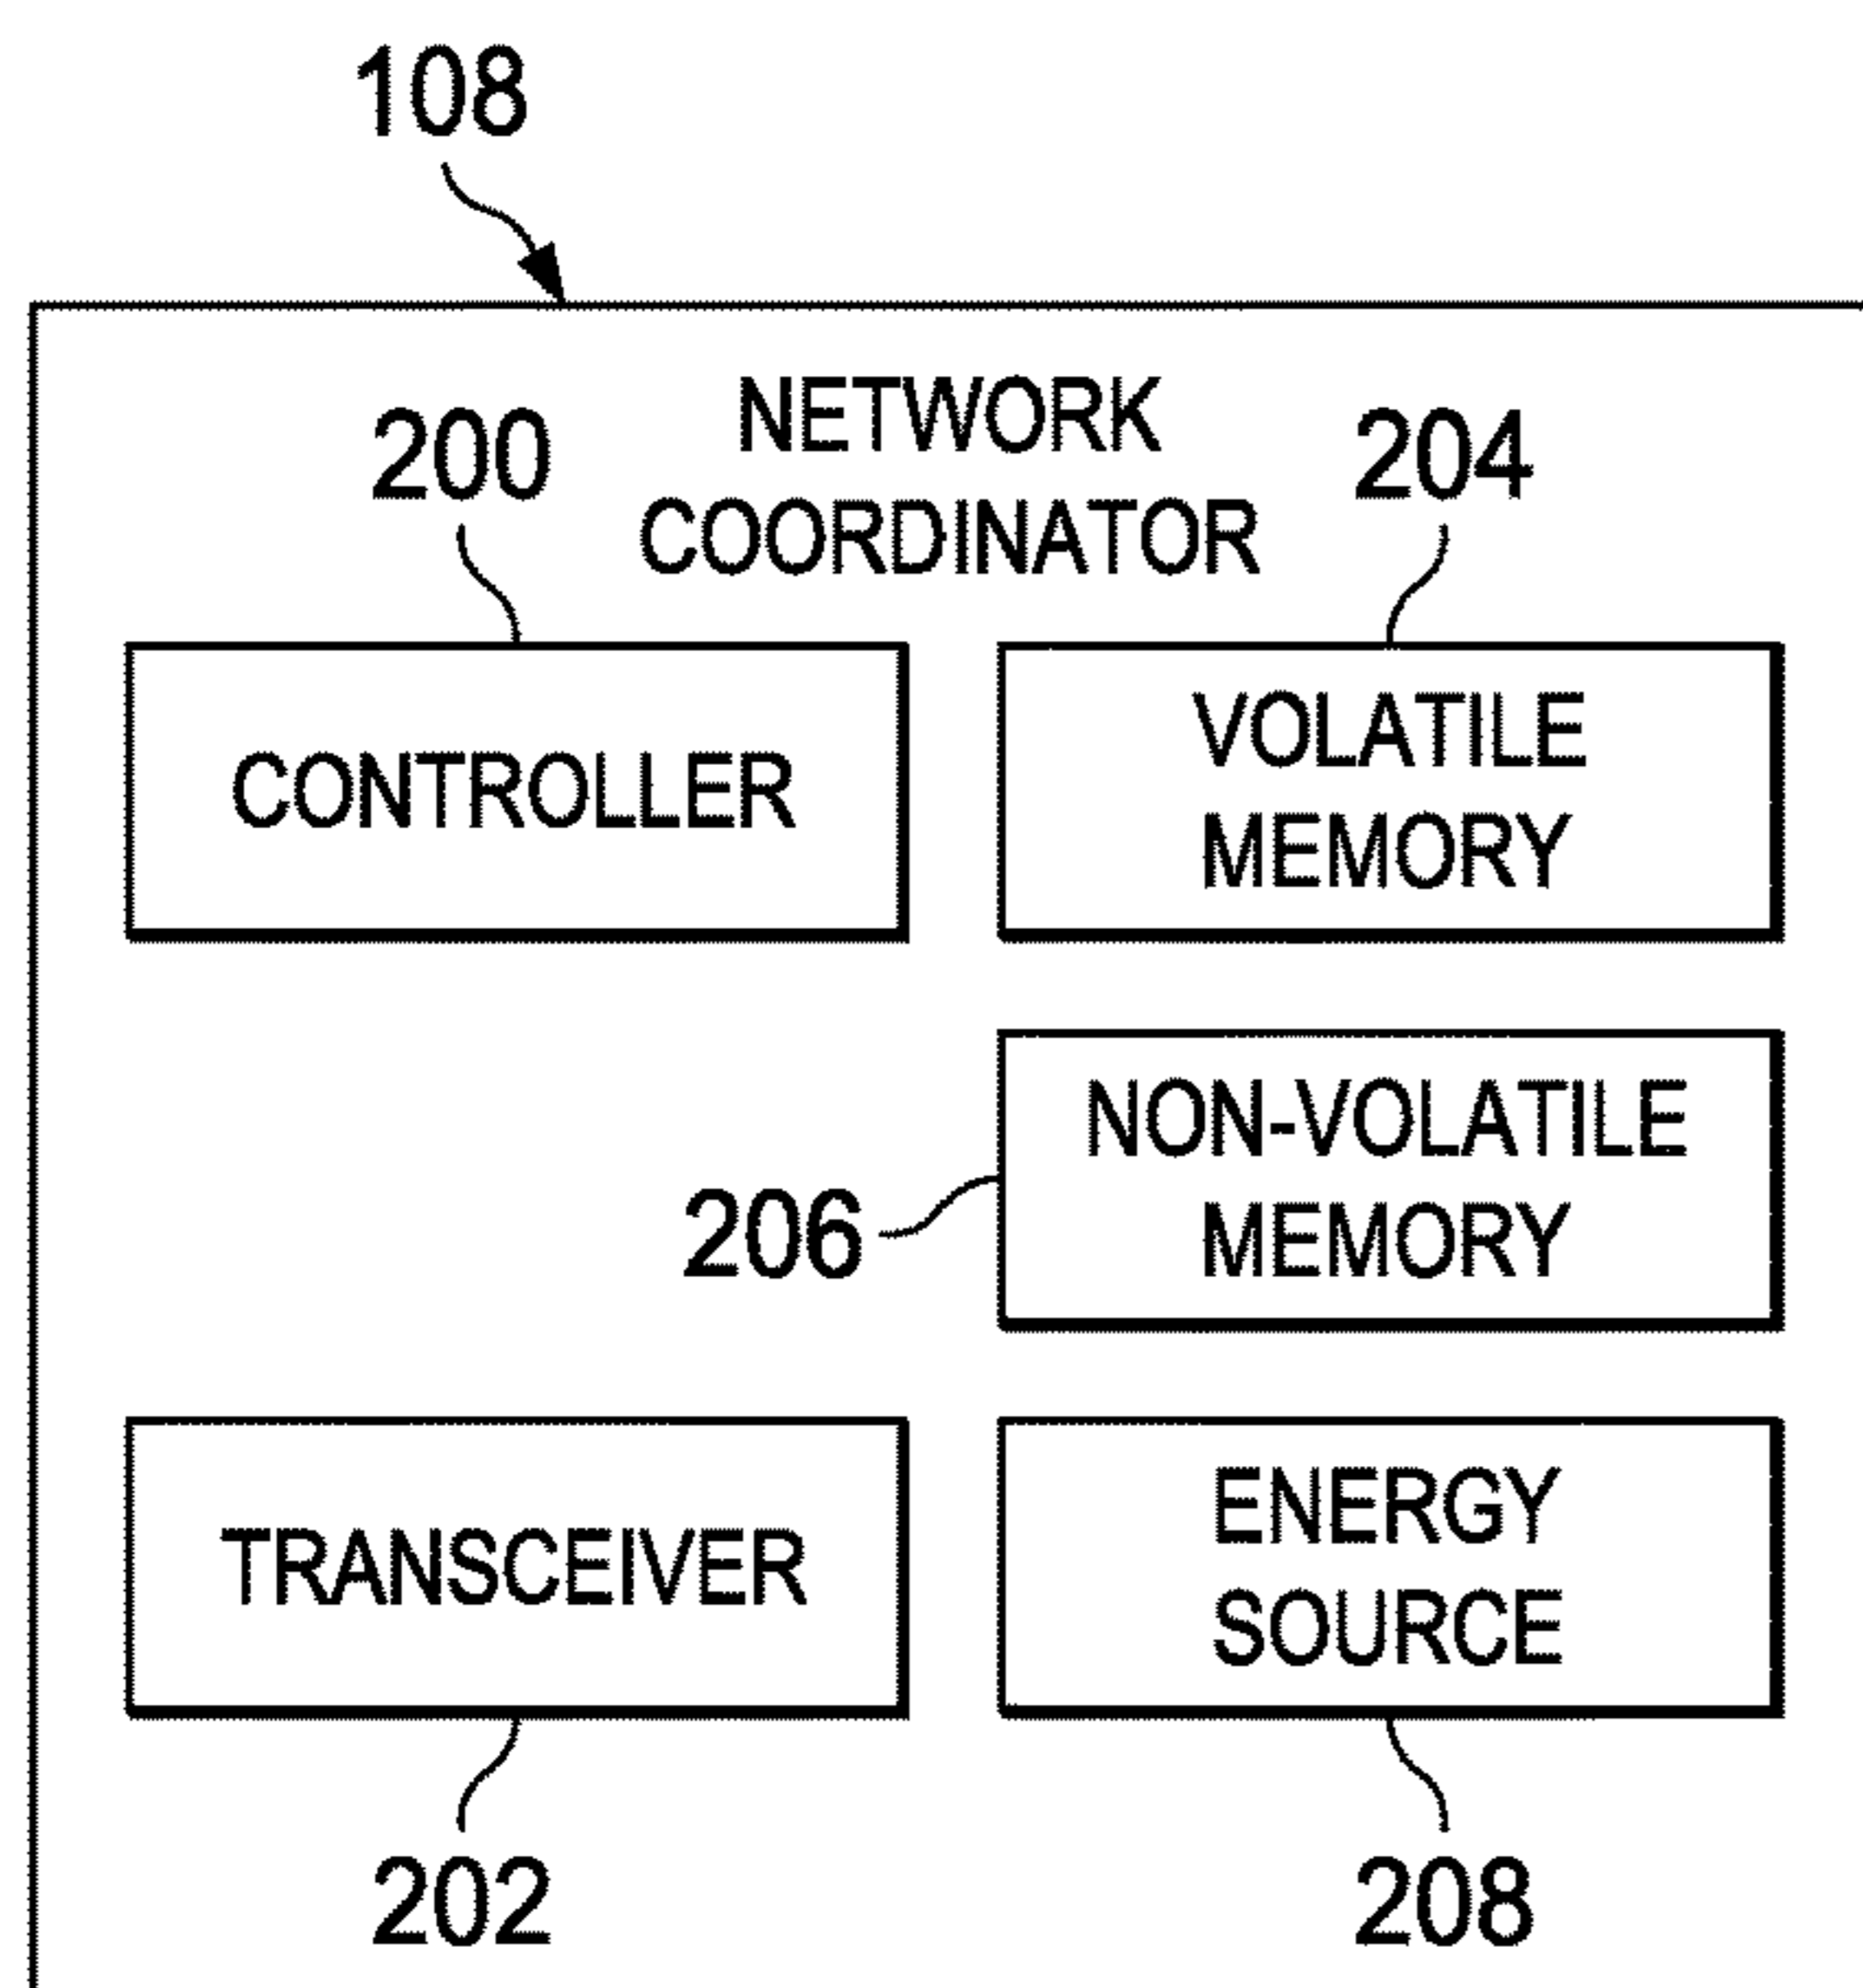 108
NETWORK
COORDINATOR
200
204
CONTROLLER
VOLATILE
MEMORY
NON-VOLATILE
MEMORY
206
TRANSCEIVER
ENERGY
SOURCE
202
208